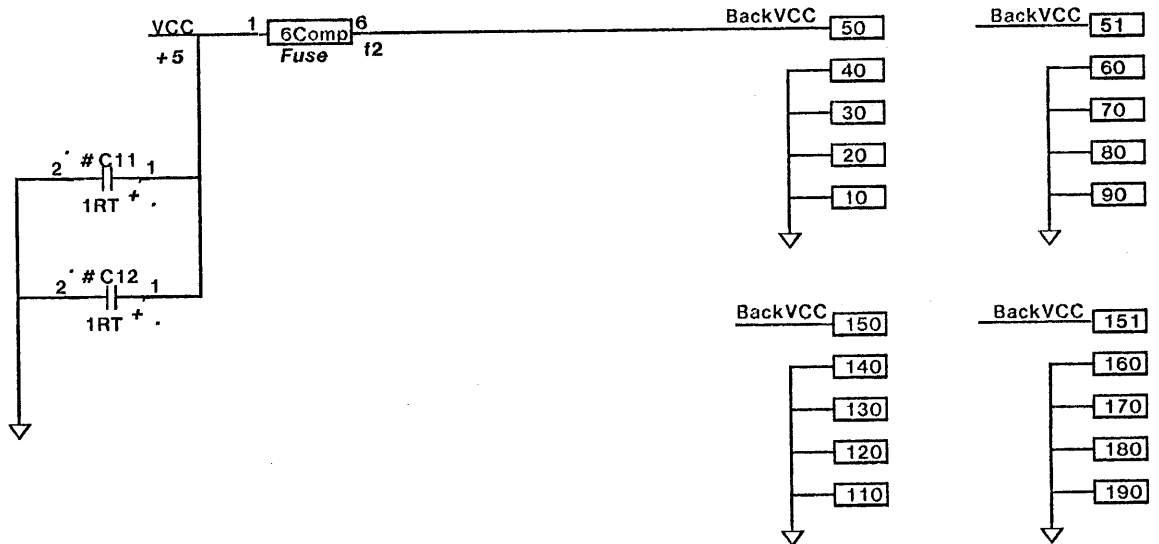 VCC 1 6Comp 6 BackVCC 50 BackVCC 51
+5 Fuse f2
40 60
30 70
20 80
10 90
2 # C11 1
1RT +
2 # C12 1
1RT +
BackVCC 150 BackVCC 151
140 160
130 170
120 180
110 190